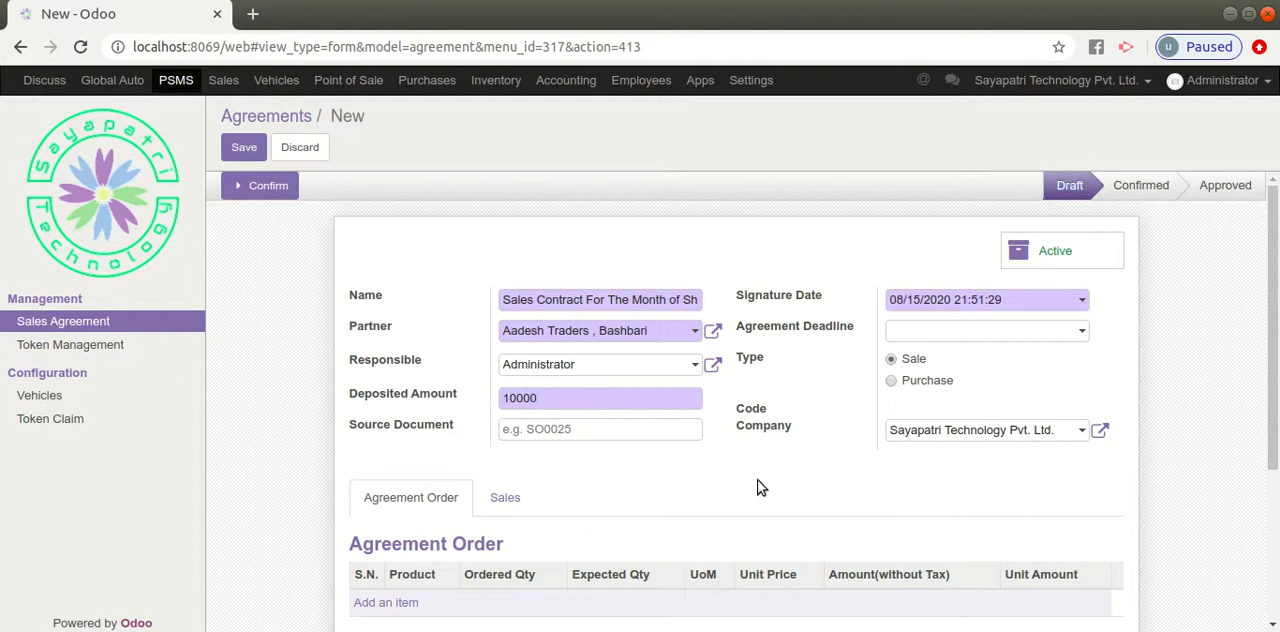 New - Odoo
localhost:8069/web#view_type=form&model=agreement&menu_id=317&action=413
u Paused
Discuss Global Auto PSMS Sales Vehicles Point of Sale Purchases Inventory Accounting Employees Apps Settings @ Sayapatri Technology Pvt. Ltd. Administrator
Sayapatri
Technology
Management
Sales Agreement
Token Management
Configuration
Vehicles
Token Claim
Powered by Odoo
Agreements / New
Save Discard
Confirm Draft Confirmed Approved
Active
Name Sales Contract For The Month of Sh Signature Date 08/15/2020 21:51:29
Partner Aadesh Traders , Bashbari Agreement Deadline
Responsible Administrator Type Sale
Purchase
Deposited Amount 10000
Code
Source Document e.g. SO0025 Company Sayapatri Technology Pvt. Ltd.
Agreement Order Sales
Agreement Order
S.N. Product Ordered Qty Expected Qty UoM Unit Price Amount(without Tax) Unit Amount
Add an item